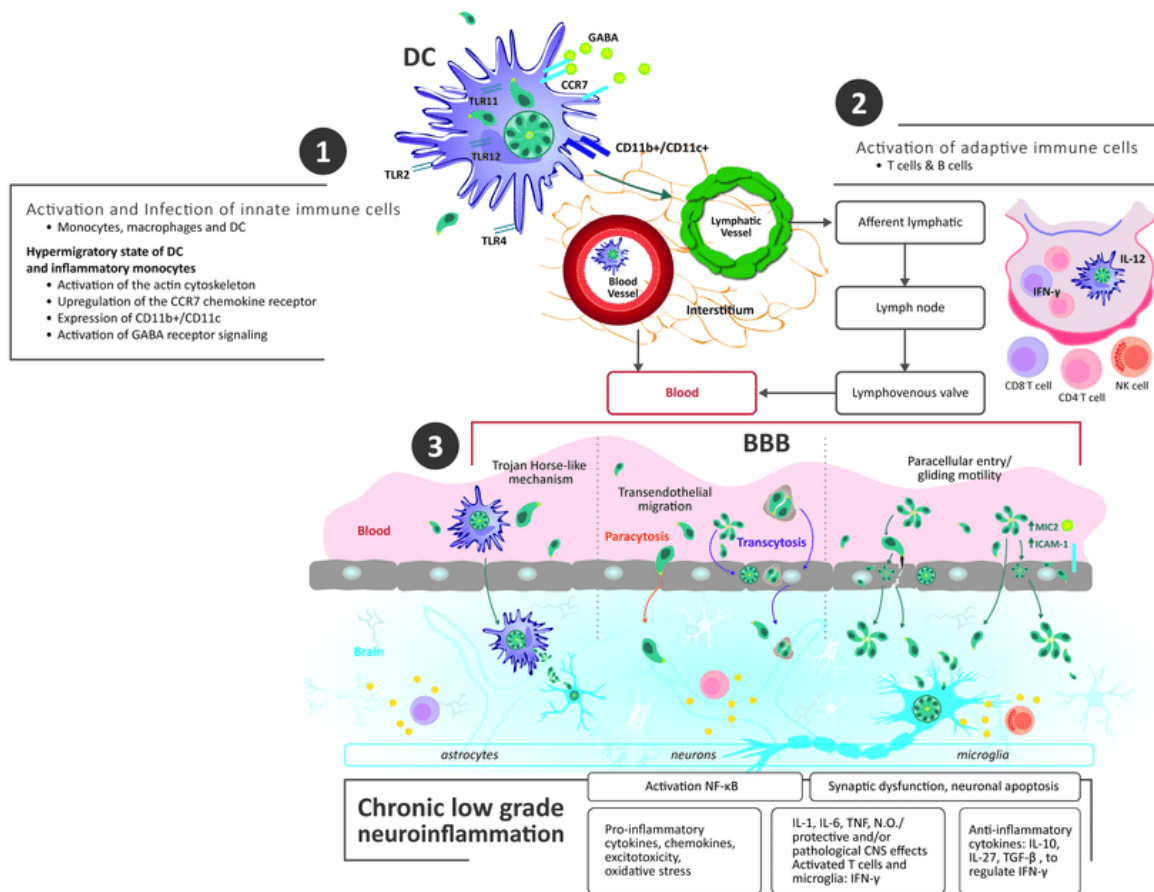 DC
GABA
CCR7
TLR11
TLR12
TLR2
TLR4
CD11b+/CD11c+
1
Activation and Infection of innate immune cells
• Monocytes, macrophages and DC
Hypermigratory state of DC
and inflammatory monocytes
• Activation of the actin cytoskeleton
• Upregulation of the CCR7 chemokine receptor
• Expression of CD11b+/CD11c
• Activation of GABA receptor signaling
Lymphatic
Vessel
Blood
Vessel
Interstitium
2
Activation of adaptive immune cells
• T cells & B cells
Afferent lymphatic
Lymph node
Lymphovenous valve
Blood
IL-12
IFN-γ
CD8 T cell
CD4 T cell
NK cell
3
BBB
Trojan Horse-like
mechanism
Transendothelial
migration
Paracellular entry/
gliding motility
Blood
Paracytosis
Transcytosis
MIC2
ICAM-1
Brain
astrocytes
neurons
microglia
Chronic low grade
neuroinflammation
Activation NF-κB
Synaptic dysfunction, neuronal apoptosis
Pro-inflammatory
cytokines, chemokines,
excitotoxicity,
oxidative stress
IL-1, IL-6, TNF, N.O./
protective and/or
pathological CNS effects
Activated T cells and
microglia: IFN-γ
Anti-inflammatory
cytokines: IL-10,
IL-27, TGF-β , to
regulate IFN-γ